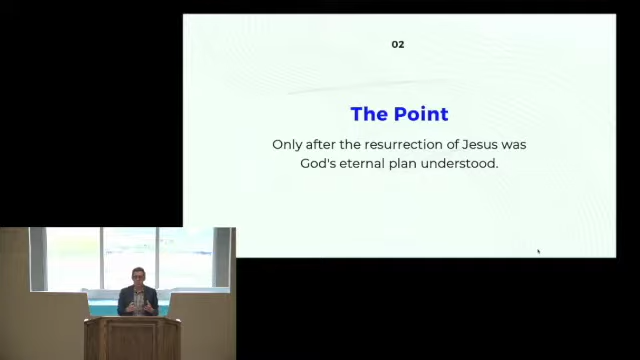 02
The Point
Only after the resurrection of Jesus was
God's eternal plan understood.